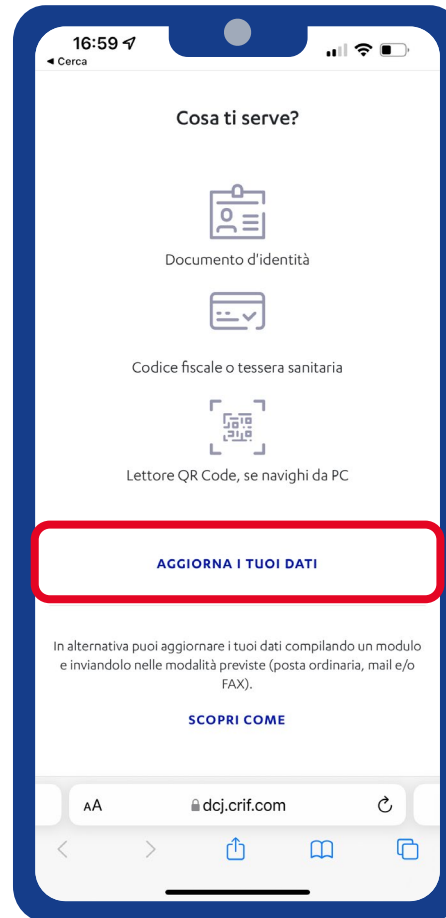 16:59
◀ Cerca
Cosa ti serve?
Documento d'identità
Codice fiscale o tessera sanitaria
Lettore QR Code, se navighi da PC
AGGIORNA I TUOI DATI
In alternativa puoi aggiornare i tuoi dati compilando un modulo
e inviandolo nelle modalità previste (posta ordinaria, mail e/o
FAX).
SCOPRI COME
AA dcj.crif.com